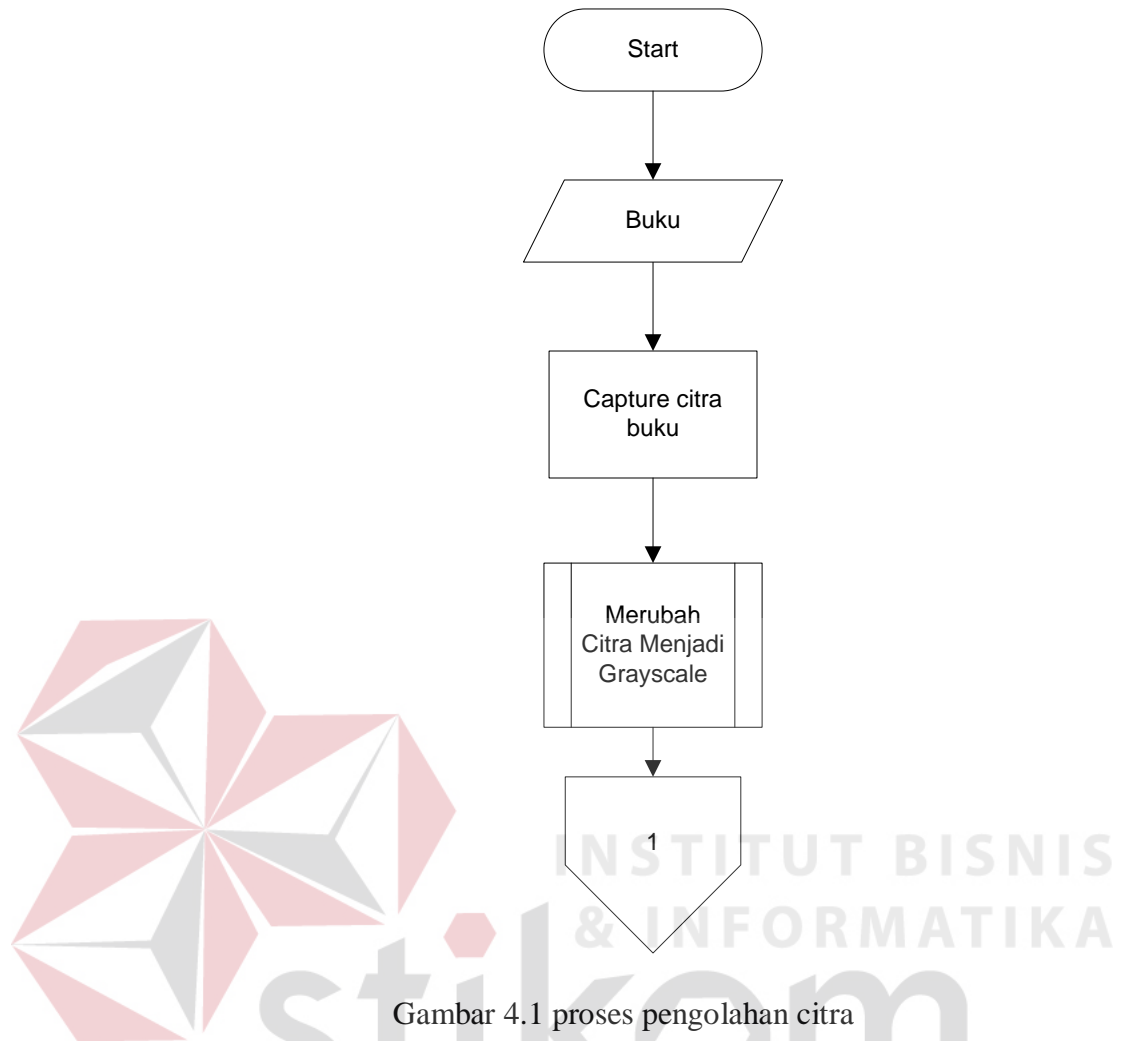 Start
Buku
Capture citra
buku
Merubah
Citra Menjadi
Grayscale
1
INSTITUT BISNIS
& INFORMATIKA
stikom
Gambar 4.1 proses pengolahan citra